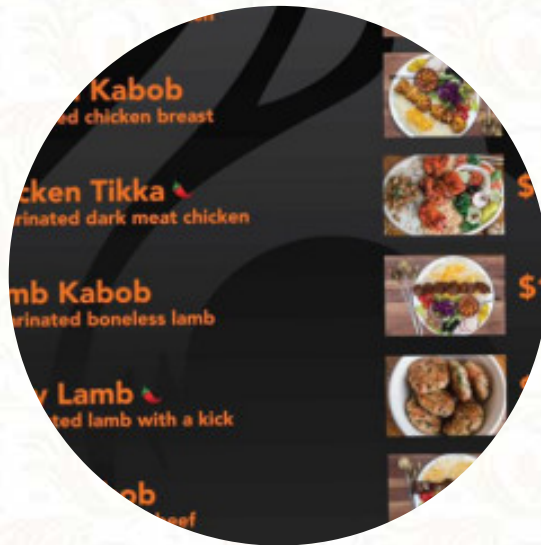 Kabob
ed chicken breast
cken Tikka
rinated dark meat chicken
$
mb Kabob
rinated boneless lamb
$
y Lamb
ted lamb with a kick
ob
beef